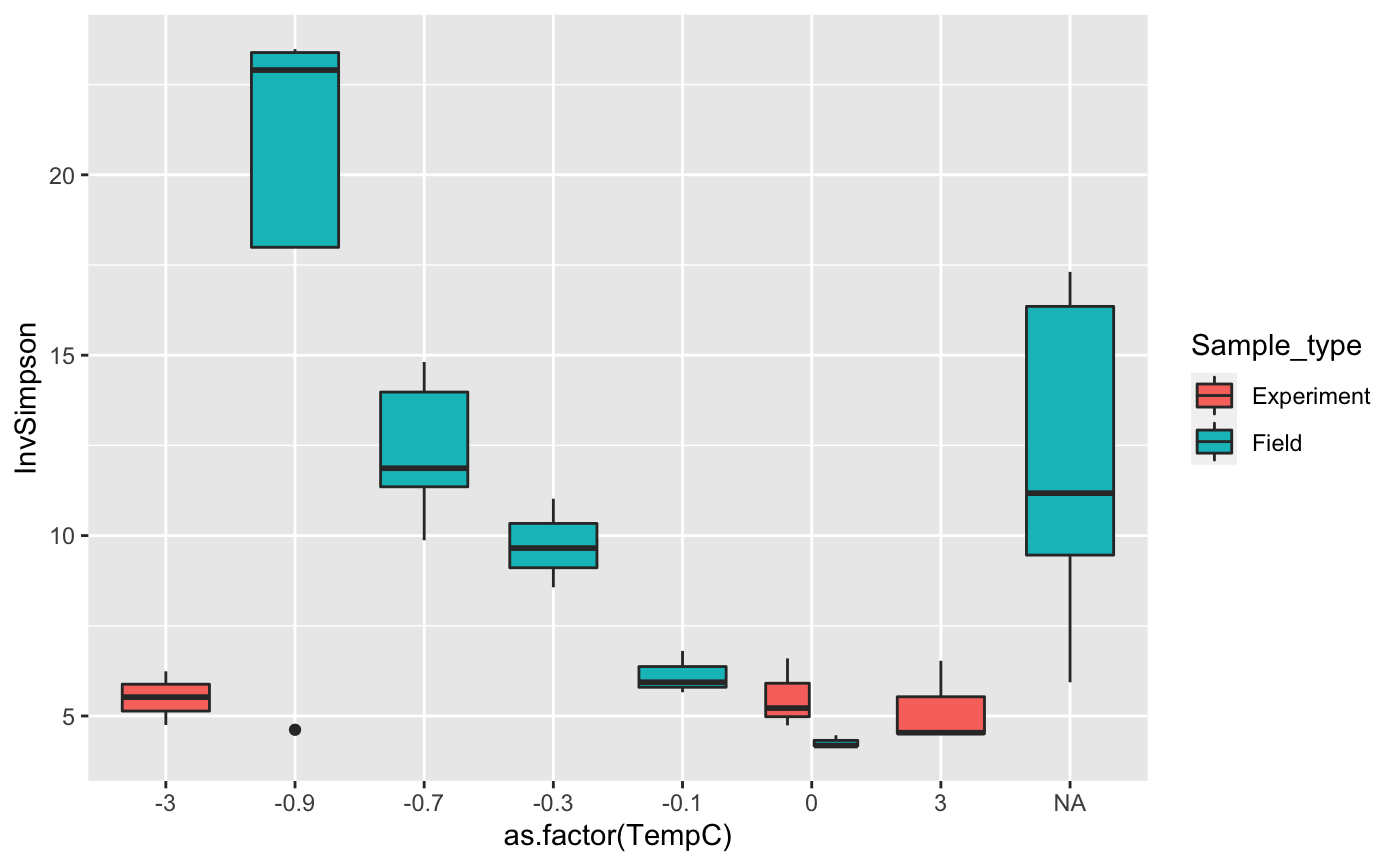 InvSimpson
20
15
10
5
-3 -0.9 -0.7 -0.3 -0.1 0 3 NA
as.factor(TempC)
Sample_type
Experiment
Field